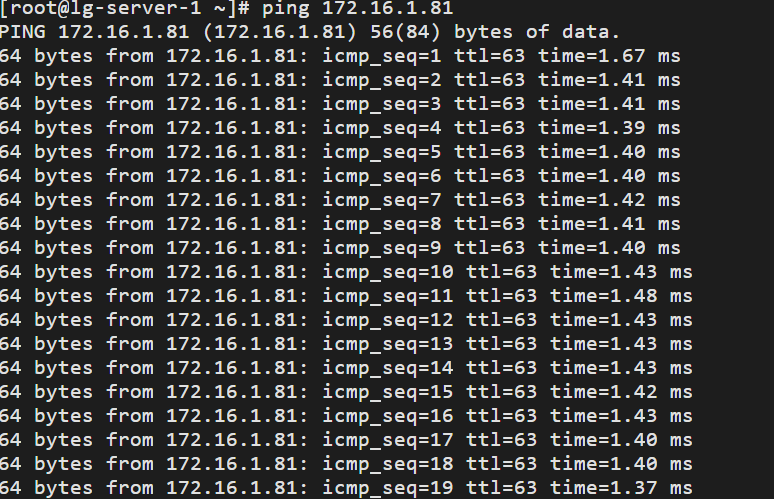 [root@lg-server-1 ~]# ping 172.16.1.81
PING 172.16.1.81 (172.16.1.81) 56(84) bytes of data.
64 bytes from 172.16.1.81: icmp_seq=1 ttl=63 time=1.67 ms
64 bytes from 172.16.1.81: icmp_seq=2 ttl=63 time=1.41 ms
64 bytes from 172.16.1.81: icmp_seq=3 ttl=63 time=1.41 ms
64 bytes from 172.16.1.81: icmp_seq=4 ttl=63 time=1.39 ms
64 bytes from 172.16.1.81: icmp_seq=5 ttl=63 time=1.40 ms
64 bytes from 172.16.1.81: icmp_seq=6 ttl=63 time=1.40 ms
64 bytes from 172.16.1.81: icmp_seq=7 ttl=63 time=1.42 ms
64 bytes from 172.16.1.81: icmp_seq=8 ttl=63 time=1.41 ms
64 bytes from 172.16.1.81: icmp_seq=9 ttl=63 time=1.40 ms
64 bytes from 172.16.1.81: icmp_seq=10 ttl=63 time=1.43 ms
64 bytes from 172.16.1.81: icmp_seq=11 ttl=63 time=1.48 ms
64 bytes from 172.16.1.81: icmp_seq=12 ttl=63 time=1.43 ms
64 bytes from 172.16.1.81: icmp_seq=13 ttl=63 time=1.43 ms
64 bytes from 172.16.1.81: icmp_seq=14 ttl=63 time=1.43 ms
64 bytes from 172.16.1.81: icmp_seq=15 ttl=63 time=1.42 ms
64 bytes from 172.16.1.81: icmp_seq=16 ttl=63 time=1.43 ms
64 bytes from 172.16.1.81: icmp_seq=17 ttl=63 time=1.40 ms
64 bytes from 172.16.1.81: icmp_seq=18 ttl=63 time=1.40 ms
64 bytes from 172.16.1.81: icmp_seq=19 ttl=63 time=1.37 ms